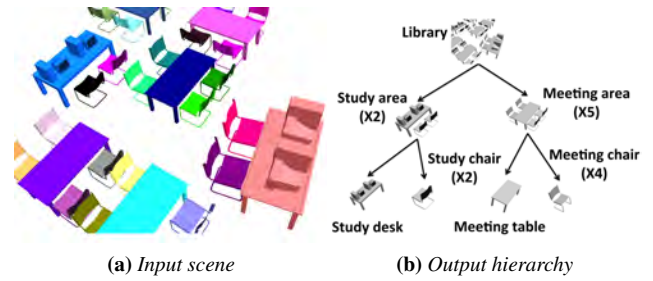 Library
Study area
(X2)
Meeting area
(X5)
Study chair
(X2)
Meeting chair
(X4)
Study desk
Meeting table
(a) Input scene
(b) Output hierarchy